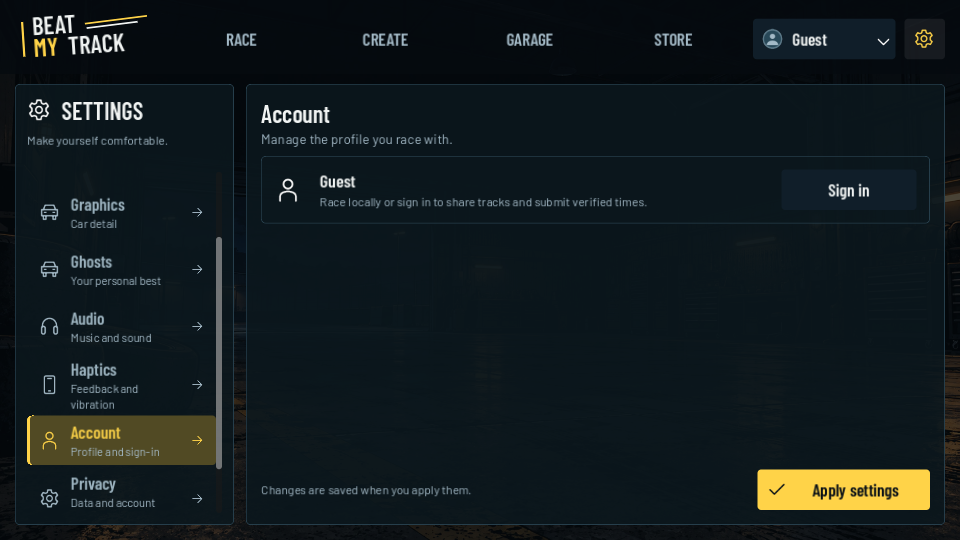 BEAT
MY TRACK
RACE
CREATE
GARAGE
STORE
Guest
SETTINGS
Make yourself comfortable.
Graphics
Car detail
Ghosts
Your personal best
Audio
Music and sound
Haptics
Feedback and
vibration
Account
Profile and sign-in
Privacy
Data and account
Account
Manage the profile you race with.
Guest
Race locally or sign in to share tracks and submit verified times.
Sign in
Changes are saved when you apply them.
Apply settings